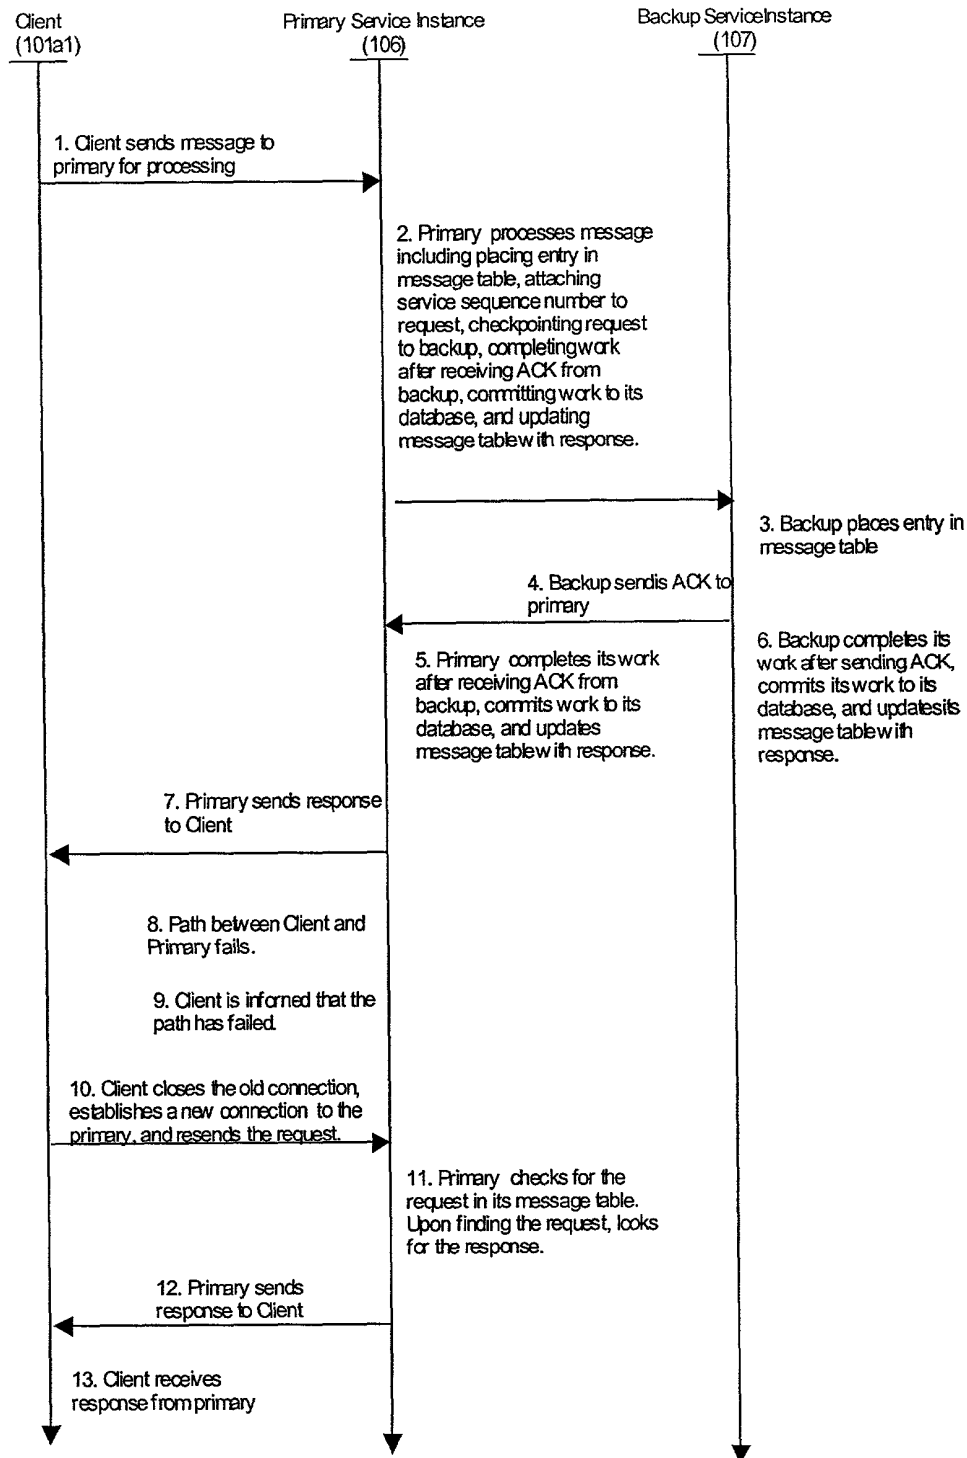 Client
(101a1)
Primary Service Instance
(106)
Backup ServiceInstance
(107)
1. Client sends message to
primary for processing
2. Primary processes message
including placing entry in
message table, attaching
service sequence number to
request, checkpointing request
to backup, completing work
after receiving ACK from
backup, committing work to its
database, and updating
message table with response.
3. Backup places entry in
message table
4. Backup sendis ACK to
primary
5. Primary completes its work
after receiving ACK from
backup, commits work to its
database, and updates
message table with response.
6. Backup completes its
work after sending ACK,
commits its work to its
database, and updates its
message table with
response.
7. Primary sends response
to Client
8. Path between Client and
Primary fails.
9. Client is informed that the
path has failed.
10. Client closes the old connection,
establishes a new connection to the
primary, and resends the request.
11. Primary checks for the
request in its message table.
Upon finding the request, looks
for the response.
12. Primary sends
response to Client
13. Client receives
response from primary